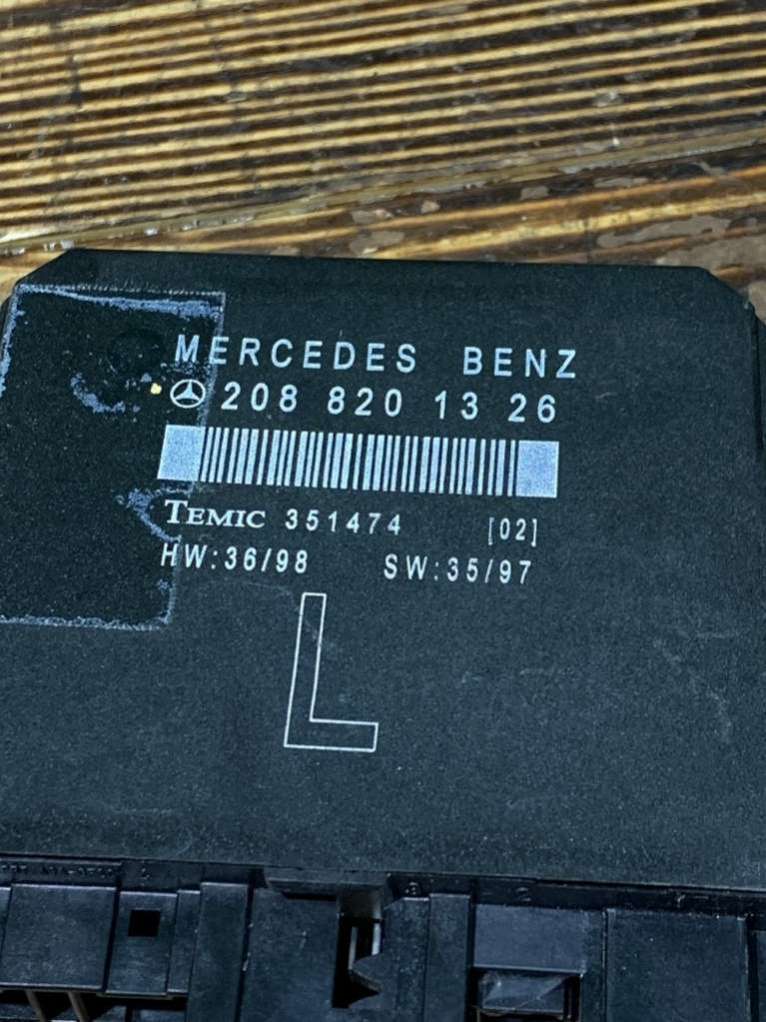 MERCEDES BENZ
208 820 13 26
TEMIC 351474 [02]
HW:36/98 SW:35/97
L